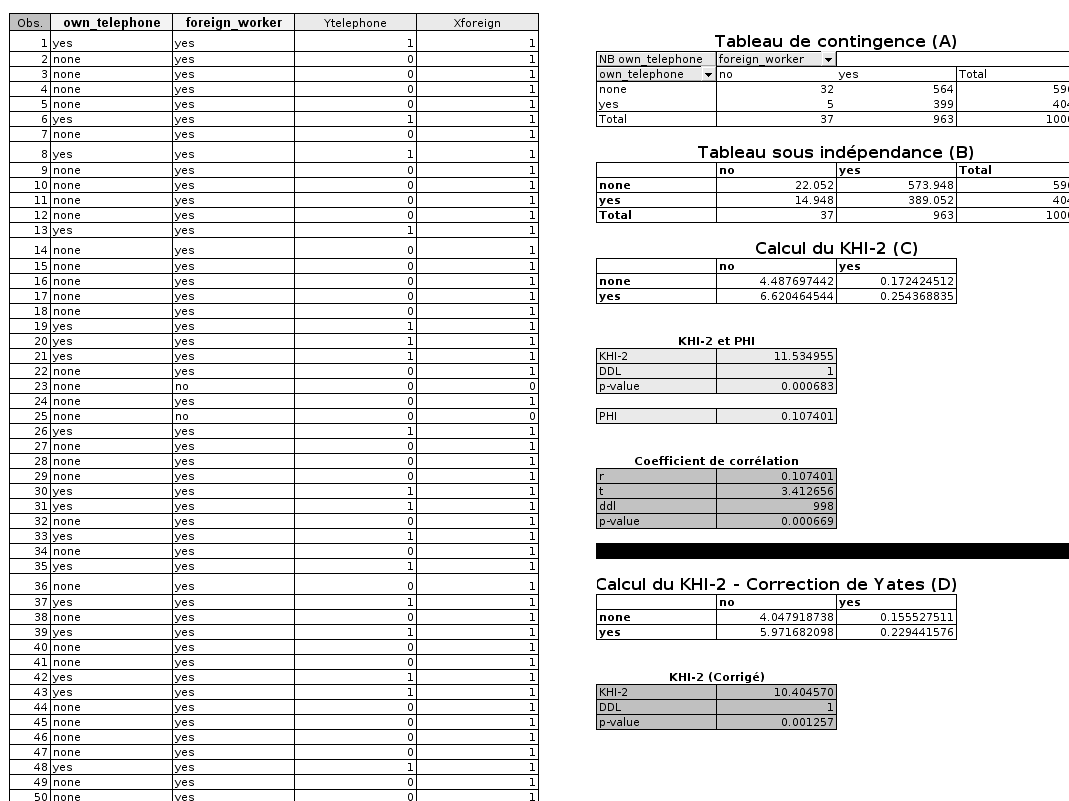 Obs. own_telephone foreign_worker Ytelephone Xforeign
1 yes yes 1 1
2 none yes 0 1
3 none yes 0 1
4 none yes 0 1
5 none yes 0 1
6 yes yes 1 1
7 none yes 0 1
8 yes yes 1 1
9 none yes 0 1
10 none yes 0 1
11 none yes 0 1
12 none yes 0 1
13 yes yes 1 1
14 none yes 0 1
15 none yes 0 1
16 none yes 0 1
17 none yes 0 1
18 none yes 0 1
19 yes yes 1 1
20 yes yes 1 1
21 yes yes 1 1
22 none yes 0 1
23 none no 0 0
24 none yes 0 1
25 none no 0 0
26 yes yes 1 1
27 none yes 0 1
28 none yes 0 1
29 none yes 0 1
30 yes yes 1 1
31 yes yes 1 1
32 none yes 0 1
33 yes yes 1 1
34 none yes 0 1
35 yes yes 1 1
36 none yes 0 1
37 yes yes 1 1
38 none yes 0 1
39 yes yes 1 1
40 none yes 0 1
41 none yes 0 1
42 yes yes 1 1
43 yes yes 1 1
44 none yes 0 1
45 none yes 0 1
46 none yes 0 1
47 none yes 0 1
48 yes yes 1 1
49 none yes 0 1
50 none yes 0 1
Tableau de contingence (A)
NB own_telephone foreign_worker
own_telephone no yes Total
none 32 564
yes 5 399
Total 37 963
Tableau sous indépendance (B)
no yes Total
none 22.052 573.948
yes 14.948 389.052
Total 37 963
Calcul du KHI-2 (C)
no yes
none 4.487697442 0.172424512
yes 6.620464544 0.254368835
KHI-2 et PHI
KHI-2 11.534955
DDL 1
p-value 0.000683
PHI 0.107401
Coefficient de corrélation
r 0.107401
t 3.412656
ddl 998
p-value 0.000669
Calcul du KHI-2 - Correction de Yates (D)
no yes
none 4.047918738 0.155527511
yes 5.971682098 0.229441576
KHI-2 (Corrigé)
KHI-2 10.404570
DDL 1
p-value 0.001257